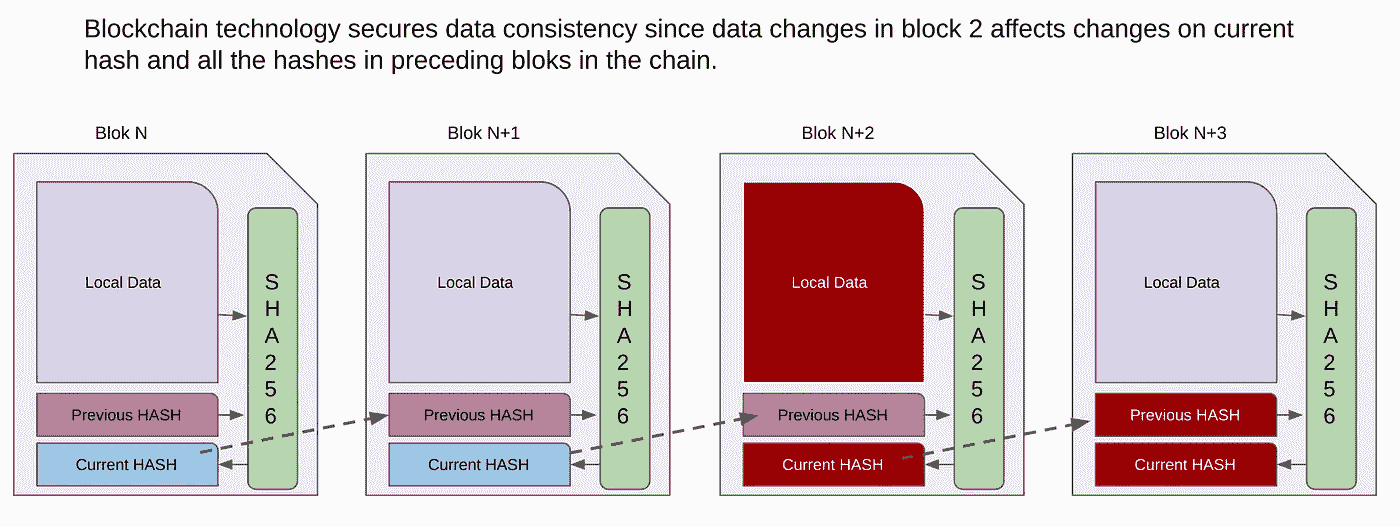 Blockchain technology secures data consistency since data changes in block 2 affects changes on current
hash and all the hashes in preceding bloks in the chain.
Blok N
Local Data
SHA256
Previous HASH
Current HASH
Blok N+1
Local Data
SHA256
Previous HASH
Current HASH
Blok N+2
Local Data
SHA256
Previous HASH
Current HASH
Blok N+3
Local Data
SHA256
Previous HASH
Current HASH